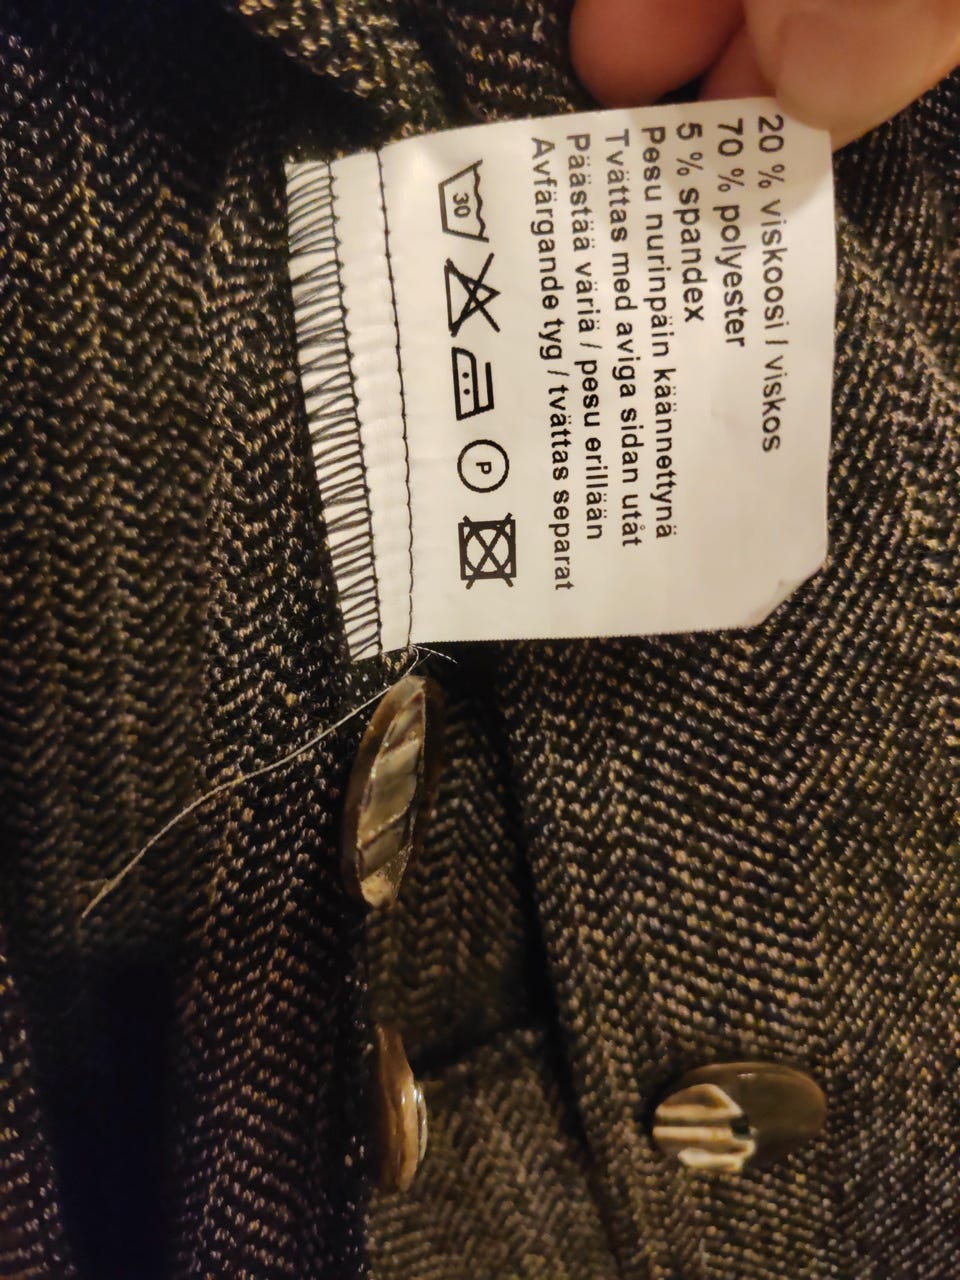 20 % viskoosi / viskos
70 % polyester
5 % spandex
Pesu nurinpäin käännettynä
Tvättas med aviga sidan utåt
Päästää väriä / pesu erillään
Avfärgande tyg / tvättas separat
30 P